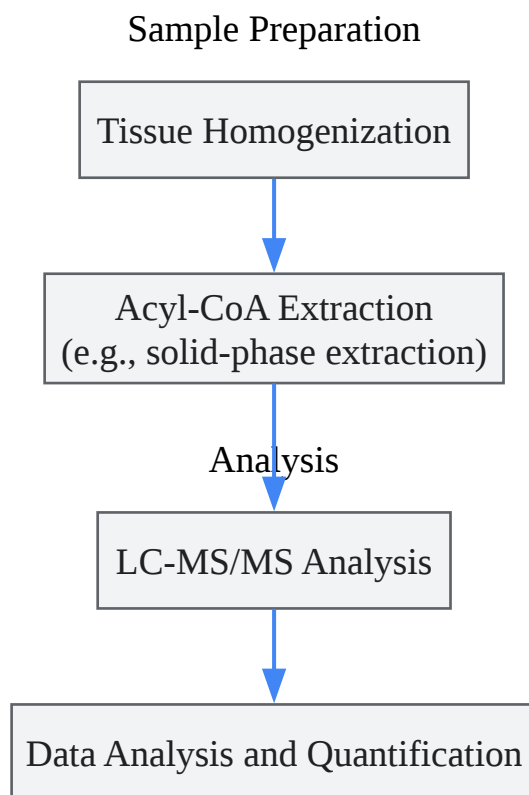 Sample Preparation
Tissue Homogenization
Acyl-CoA Extraction
(e.g., solid-phase extraction)
Analysis
LC-MS/MS Analysis
Data Analysis and Quantification